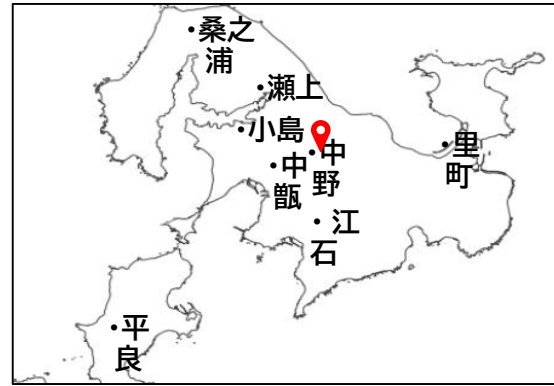 桑之
浦
瀬上
小島
中
野
中
甑
里
町
江
石
平
良